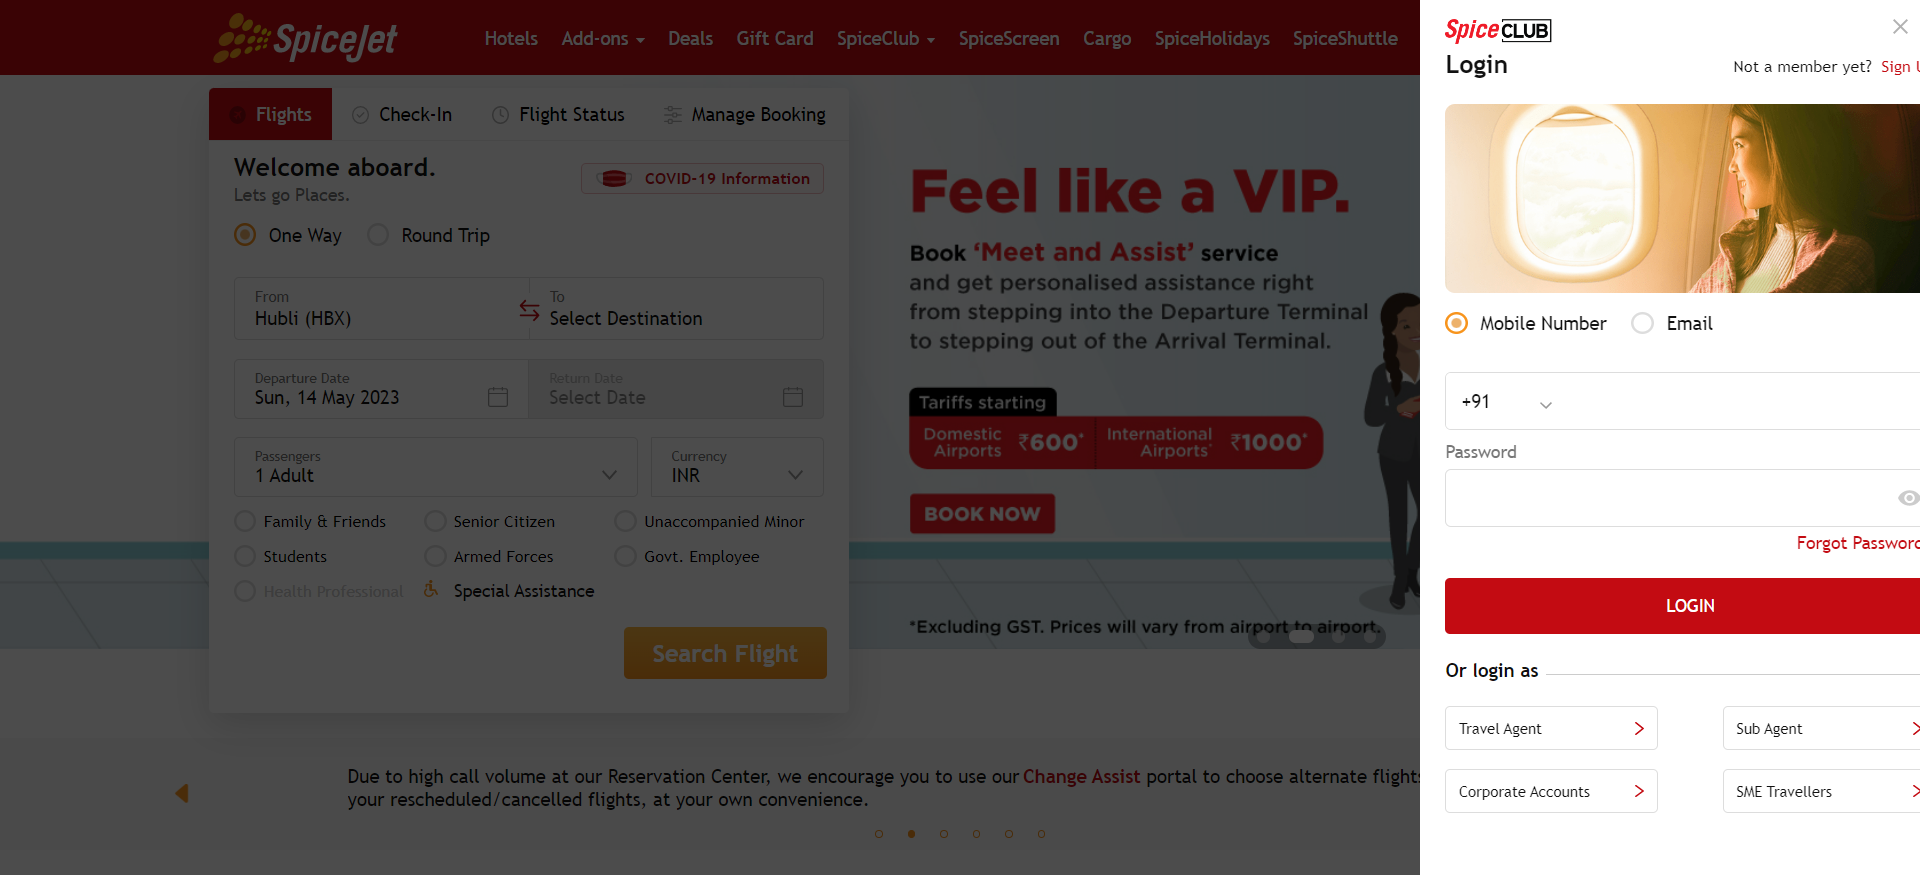 SpiceJet
Hotels
Add-ons
Deals
Gift Card
SpiceClub
SpiceScreen
Cargo
SpiceHolidays
SpiceShuttle
Flights
Check-In
Flight Status
Manage Booking
Welcome aboard.
Lets go Places.
COVID-19 Information
One Way
Round Trip
From
Hubli (HBX)
To
Select Destination
Departure Date
Sun, 14 May 2023
Return Date
Select Date
Passengers
1 Adult
Currency
INR
Family & Friends
Senior Citizen
Unaccompanied Minor
Students
Armed Forces
Govt. Employee
Health Professional
Special Assistance
Search Flight
Feel like a VIP.
Book ‘Meet and Assist’ service
and get personalised assistance right
from stepping into the Departure Terminal
to stepping out of the Arrival Terminal.
Tariffs starting
Domestic
Airports
₹600*
International
Airports*
₹1000*
BOOK NOW
*Excluding GST. Prices will vary from airport to airport.
Due to high call volume at our Reservation Center, we encourage you to use our Change Assist portal to choose alternate flights
your rescheduled/cancelled flights, at your own convenience.
SpiceCLUB
Login
Not a member yet? Sign
Mobile Number
Email
+91
Password
Forgot Password
LOGIN
Or login as
Travel Agent
Sub Agent
Corporate Accounts
SME Travellers